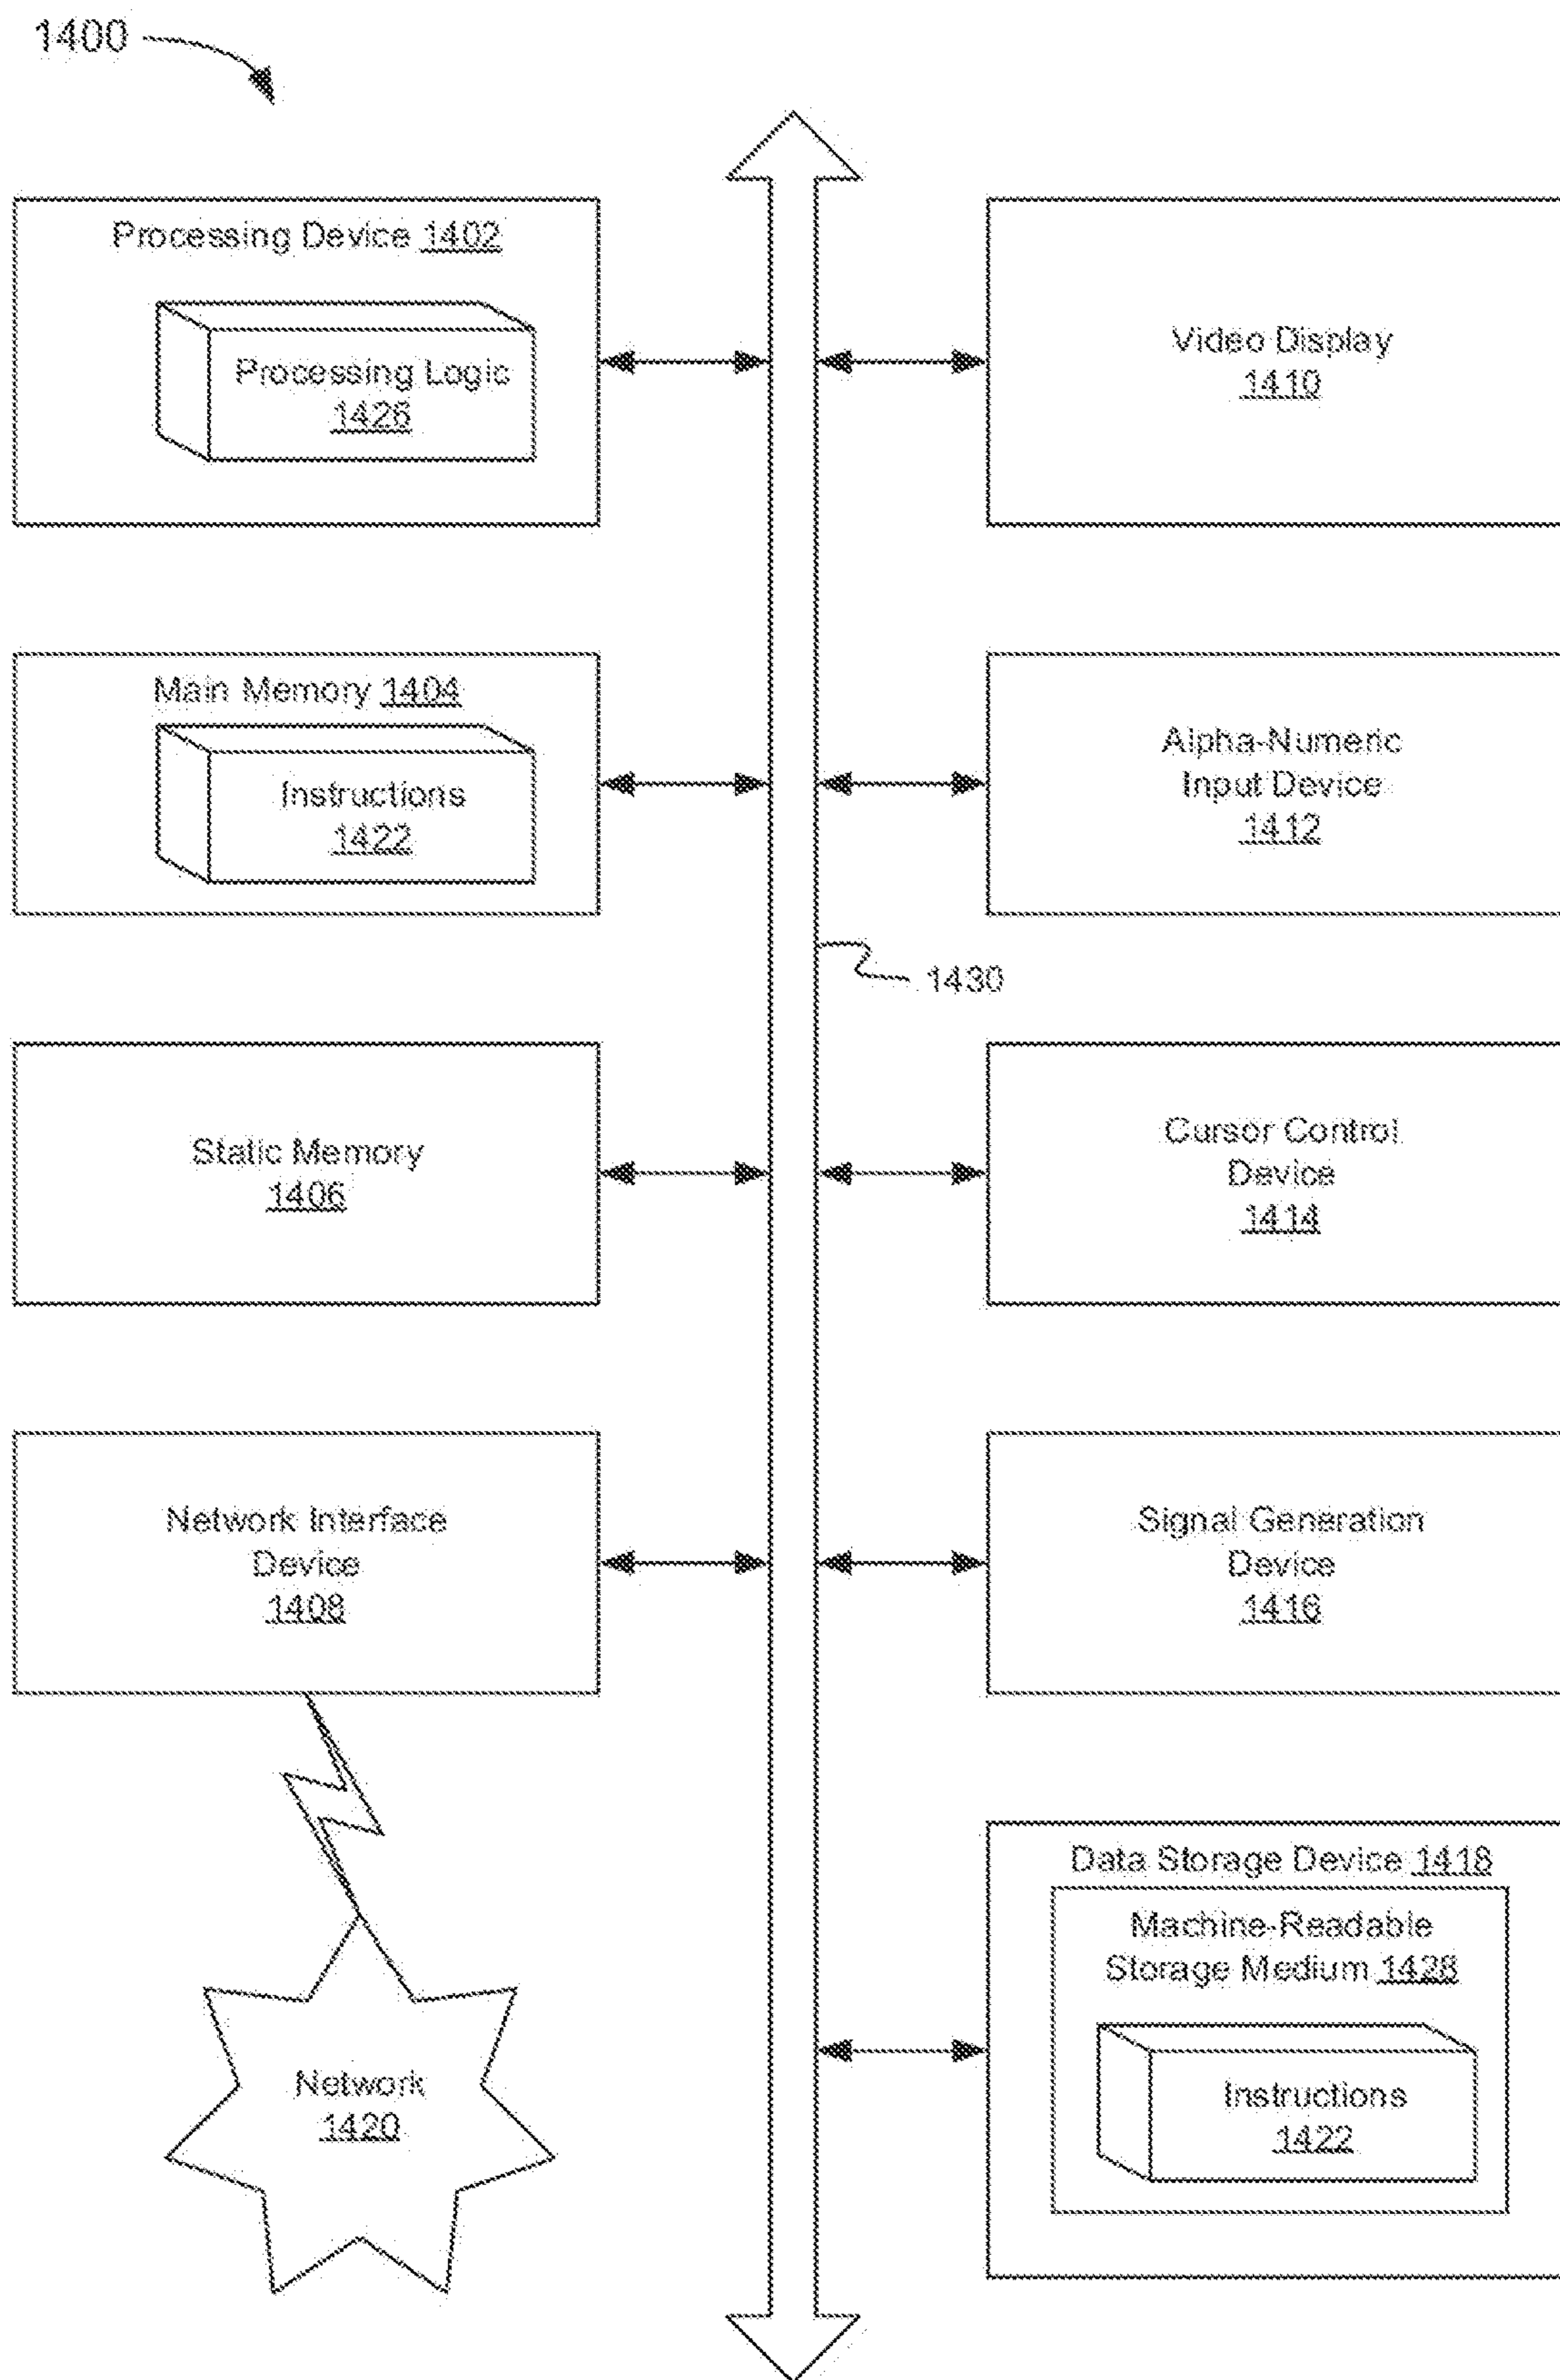 1400
Processing Device 1402
Processing Logic
1426
Main Memory 1404
Instructions
1422
Static Memory
1406
Network Interface
Device
1408
Network
1420
1430
Video Display
1410
Alpha-Numeric
Input Device
1412
Cursor Control
Device
1414
Signal Generation
Device
1416
Data Storage Device 1418
Machine-Readable
Storage Medium 1428
Instructions
1422